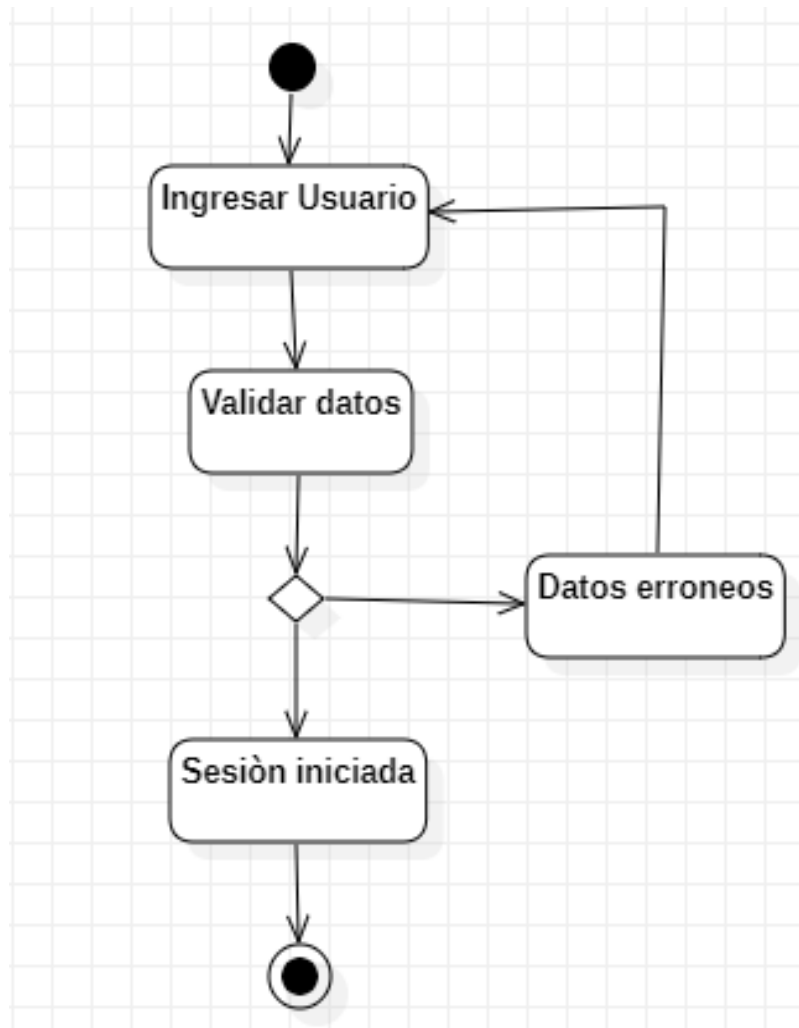 Ingresar Usuario
Validar datos
Datos erroneos
Sesiòn iniciada